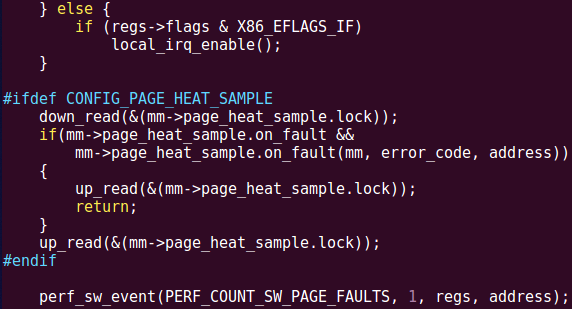 } else {
if (regs->flags & X86_EFLAGS_IF)
local_irq_enable();
}
#ifdef CONFIG_PAGE_HEAT_SAMPLE
down_read(&(mm->page_heat_sample.lock));
if(mm->page_heat_sample.on_fault &&
mm->page_heat_sample.on_fault(mm, error_code, address))
{
up_read(&(mm->page_heat_sample.lock));
return;
}
up_read(&(mm->page_heat_sample.lock));
#endif
perf_sw_event(PERF_COUNT_SW_PAGE_FAULTS, 1, regs, address);